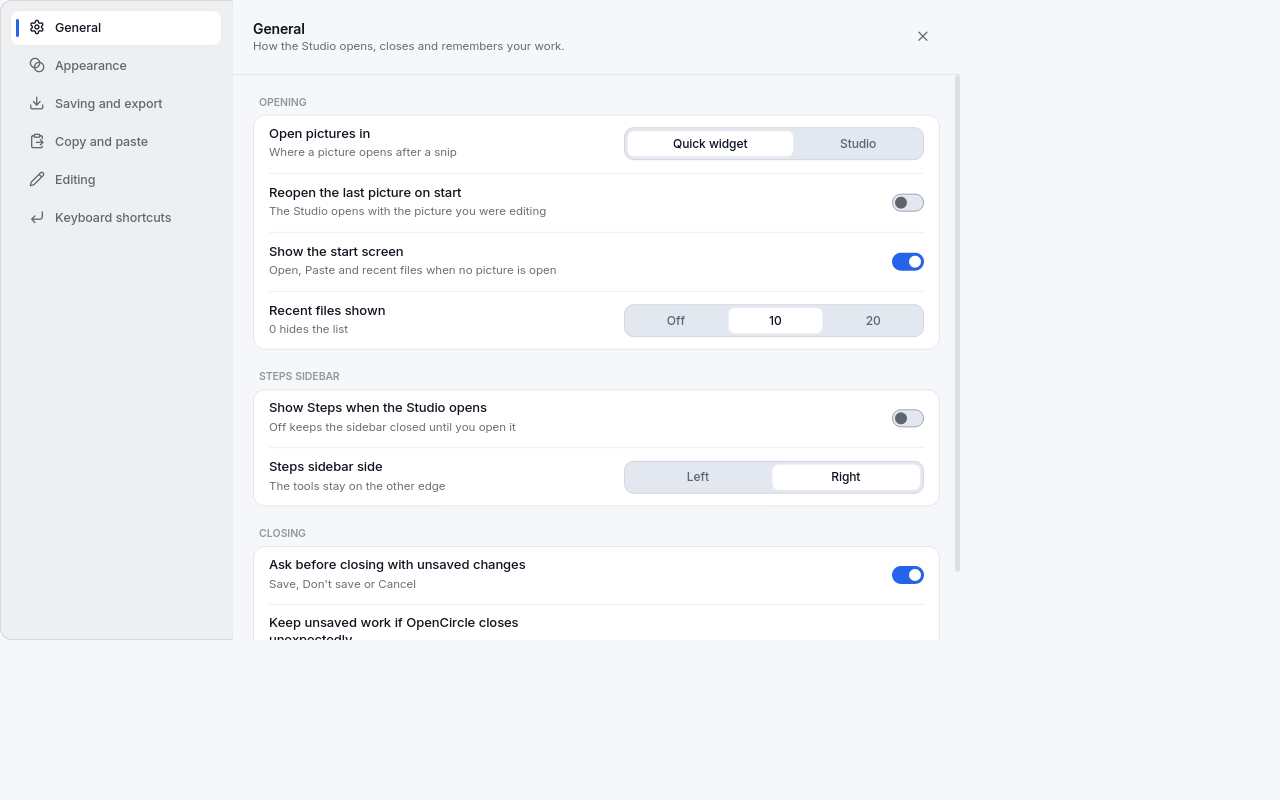 General
Appearance
Saving and export
Copy and paste
Editing
Keyboard shortcuts
General
How the Studio opens, closes and remembers your work.
OPENING
Open pictures in
Where a picture opens after a snip
Quick widget
Studio
Reopen the last picture on start
The Studio opens with the picture you were editing
Show the start screen
Open, Paste and recent files when no picture is open
Recent files shown
0 hides the list
Off
10
20
STEPS SIDEBAR
Show Steps when the Studio opens
Off keeps the sidebar closed until you open it
Steps sidebar side
The tools stay on the other edge
Left
Right
CLOSING
Ask before closing with unsaved changes
Save, Don't save or Cancel
Keep unsaved work if OpenCircle closes
unexpectedly